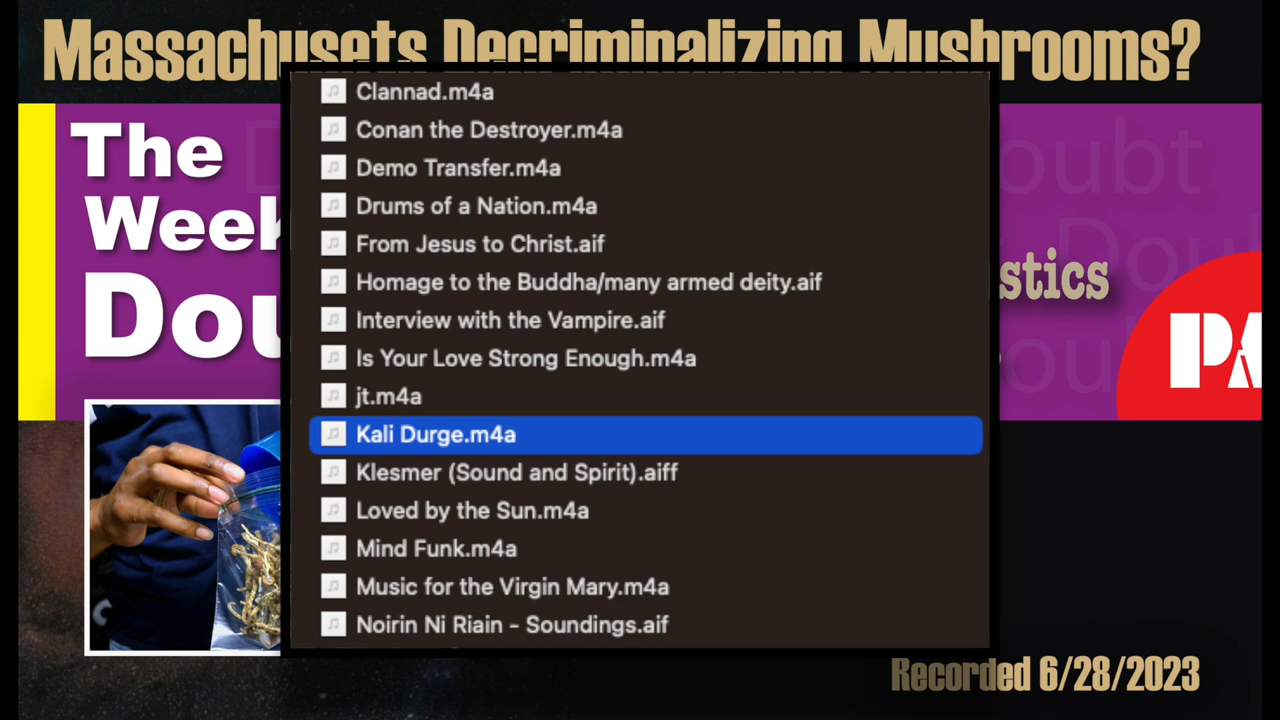 Massachusets Decriminalizing Mushrooms?
The
Week
Dou
Clannad.m4a
Conan the Destroyer.m4a
Demo Transfer.m4a
Drums of a Nation.m4a
From Jesus to Christ.aif
Homage to the Buddha/many armed deity.aif
Interview with the Vampire.aif
Is Your Love Strong Enough.m4a
jt.m4a
Kali Durge.m4a
Klesmer (Sound and Spirit).aiff
Loved by the Sun.m4a
Mind Funk.m4a
Music for the Virgin Mary.m4a
Noirin Ni Riain - Soundings.aif
stics
PA
Recorded 6/28/2023